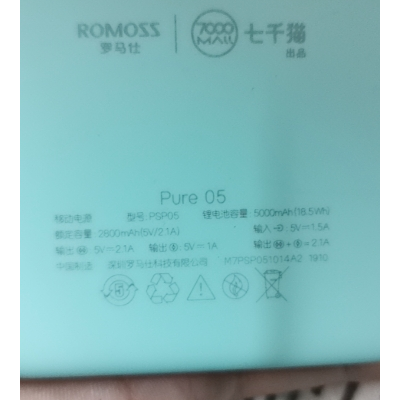 ROMOSS
罗马仕
7000
MALL
七千猫
出品
Pure 05
移动电源 型号: PSP05 锂电池容量: 5000mAh(18.5Wh)
额定容量: 2600mAh(5V/2.1A) 输入 5V⎓1.5A
输出 5V⎓2.1A 输出 5V⎓1A 输出 + 2.1A
中国制造 深圳罗马仕科技有限公司 M7PSP051014A2 1910